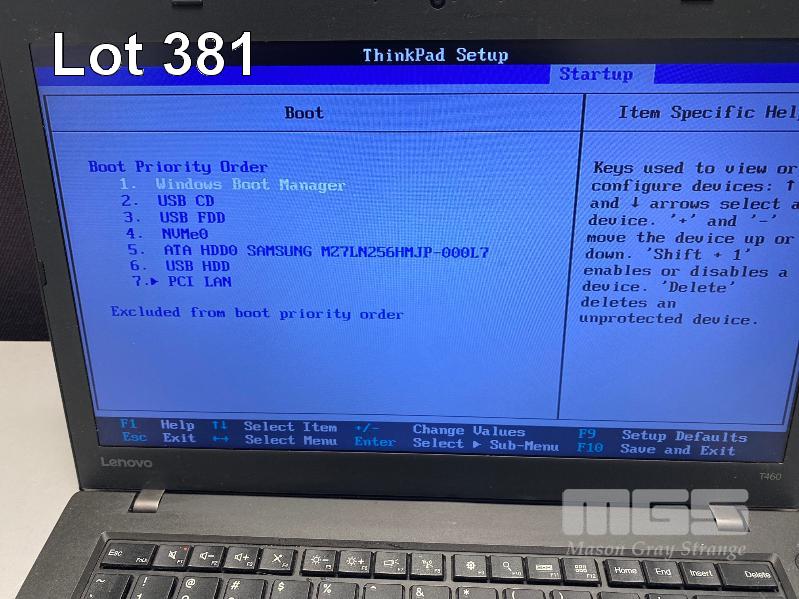 Lot 381
ThinkPad Setup
Startup
Boot
Item Specific Hel
Boot Priority Order
1. Windows Boot Manager
2. USB CD
3. USB FDD
4. NVMe0
5. ATA HDD0 SAMSUNG MZ7LN256HMJP-000L7
6. USB HDD
7.▶ PCI LAN
Excluded from boot priority order
Keys used to view or
configure devices: ↑
and ↓ arrows select a
device. '+' and '-'
move the device up or
down. 'Shift + 1'
enables or disables a
device. 'Delete'
deletes an
unprotected device.
F1 Help ↑↓ Select Item +/- Change Values F9 Setup Defaults
Esc Exit ←→ Select Menu Enter Select ▶ Sub-Menu F10 Save and Exit
Lenovo
T460
MGS
Mason Gray Strange
Esc Home End Insert Delete
~ ! @ # $ % & *